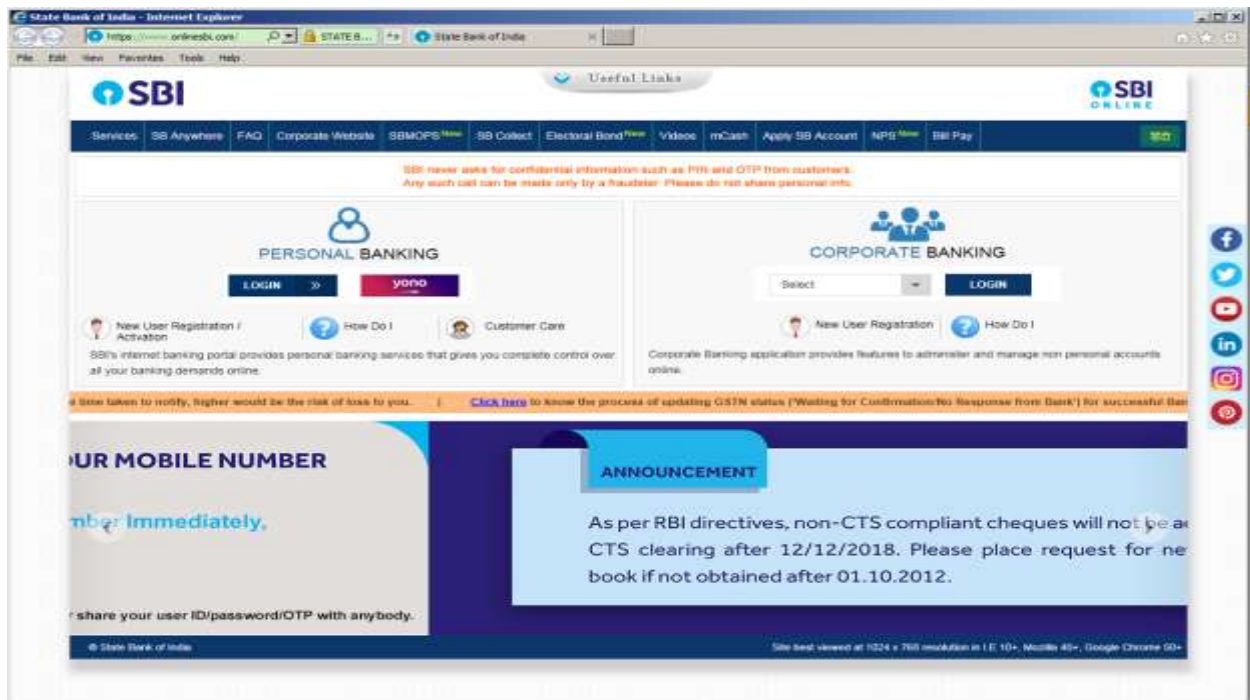 State Bank of India - Internet Explorer
https://www.onlinesbi.com/ STATE B... State Bank of India
File Edit View Favorites Tools Help
Useful Links
SBI
SBI
ONLINE
Services SB Anywhere FAQ Corporate Website SBMOPS New SB Collect Electoral Bond New Videos mCash Apply SB Account NPS New Bill Pay हिंदी
SBI never asks for confidential information such as PIN and OTP from customers.
Any such call can be made only by a fraudster. Please do not share personal info.
PERSONAL BANKING
LOGIN » yono
New User Registration /
Activation
How Do I
Customer Care
SBI's internet banking portal provides personal banking services that gives you complete control over
all your banking demands online.
CORPORATE BANKING
Select LOGIN
New User Registration How Do I
Corporate Banking application provides features to administer and manage non personal accounts
online.
time taken to notify, higher would be the risk of loss to you. | Click here to know the process of updating GSTN status ('Waiting for Confirmation/No Response from Bank') for successful
UR MOBILE NUMBER
mber Immediately.
share your user ID/password/OTP with anybody.
ANNOUNCEMENT
As per RBI directives, non-CTS compliant cheques will not be a
CTS clearing after 12/12/2018. Please place request for ne
book if not obtained after 01.10.2012.
© State Bank of India
Site best viewed at 1024 x 768 resolution in I.E 10+, Mozilla 45+, Google Chrome 50+